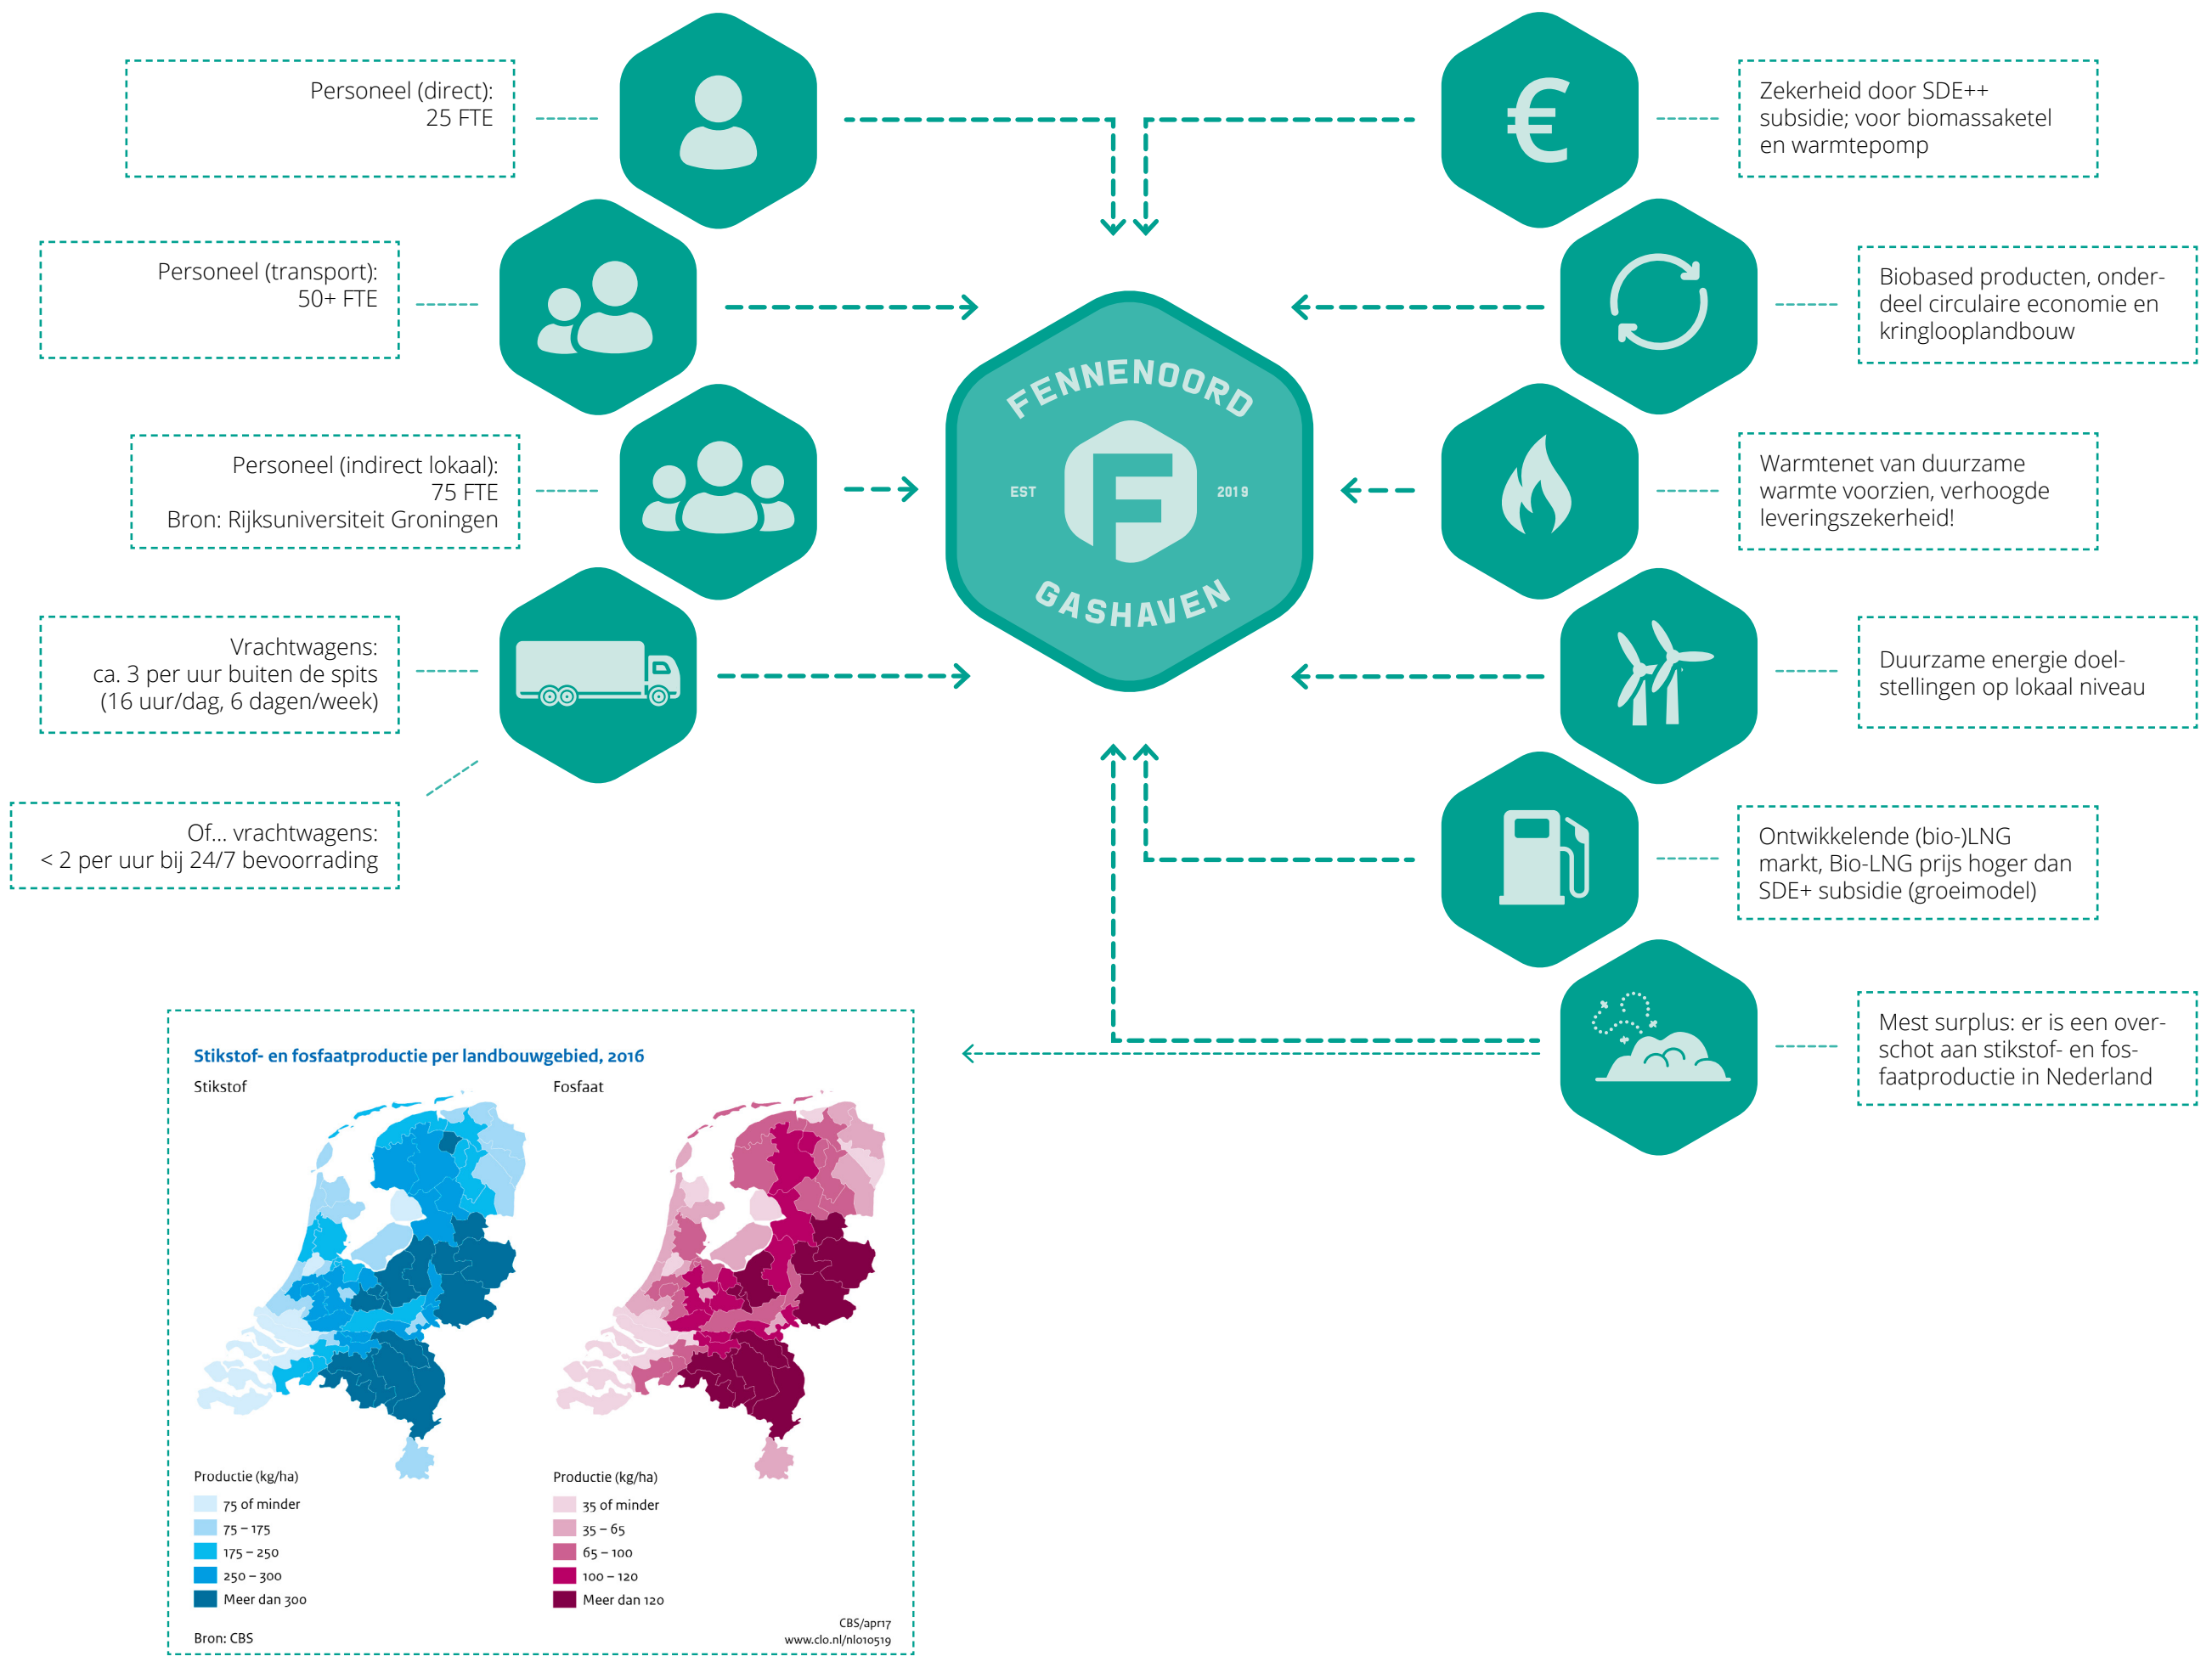 Personeel (direct):
25 FTE
Personeel (transport):
50+ FTE
Personeel (indirect lokaal):
75 FTE
Bron: Rijksuniversiteit Groningen
Vrachtwagens:
ca. 3 per uur buiten de spits
(16 uur/dag, 6 dagen/week)
Of... vrachtwagens:
< 2 per uur bij 24/7 bevoorrading
FENNENOORD
EST
F
2019
GASHAVEN
€
Zekerheid door SDE++
subsidie; voor biomassaketel
en warmtepomp
Biobased producten, onder-
deel circulaire economie en
kringlooplandbouw
Warmtenet van duurzame
warmte voorzien, verhoogde
leveringszekerheid!
Duurzame energie doel-
stellingen op lokaal niveau
Ontwikkelende (bio-)LNG
markt, Bio-LNG prijs hoger dan
SDE+ subsidie (groeimodel)
Mest surplus: er is een over-
schot aan stikstof- en fos-
faatproductie in Nederland
Stikstof- en fosfaatproductie per landbouwgebied, 2016
Stikstof
Productie (kg/ha)
75 of minder
75 – 175
175 – 250
250 – 300
Meer dan 300
Fosfaat
Productie (kg/ha)
35 of minder
35 – 65
65 – 100
100 – 120
Meer dan 120
Bron: CBS
CBS/apr17
www.clo.nl/nl010519